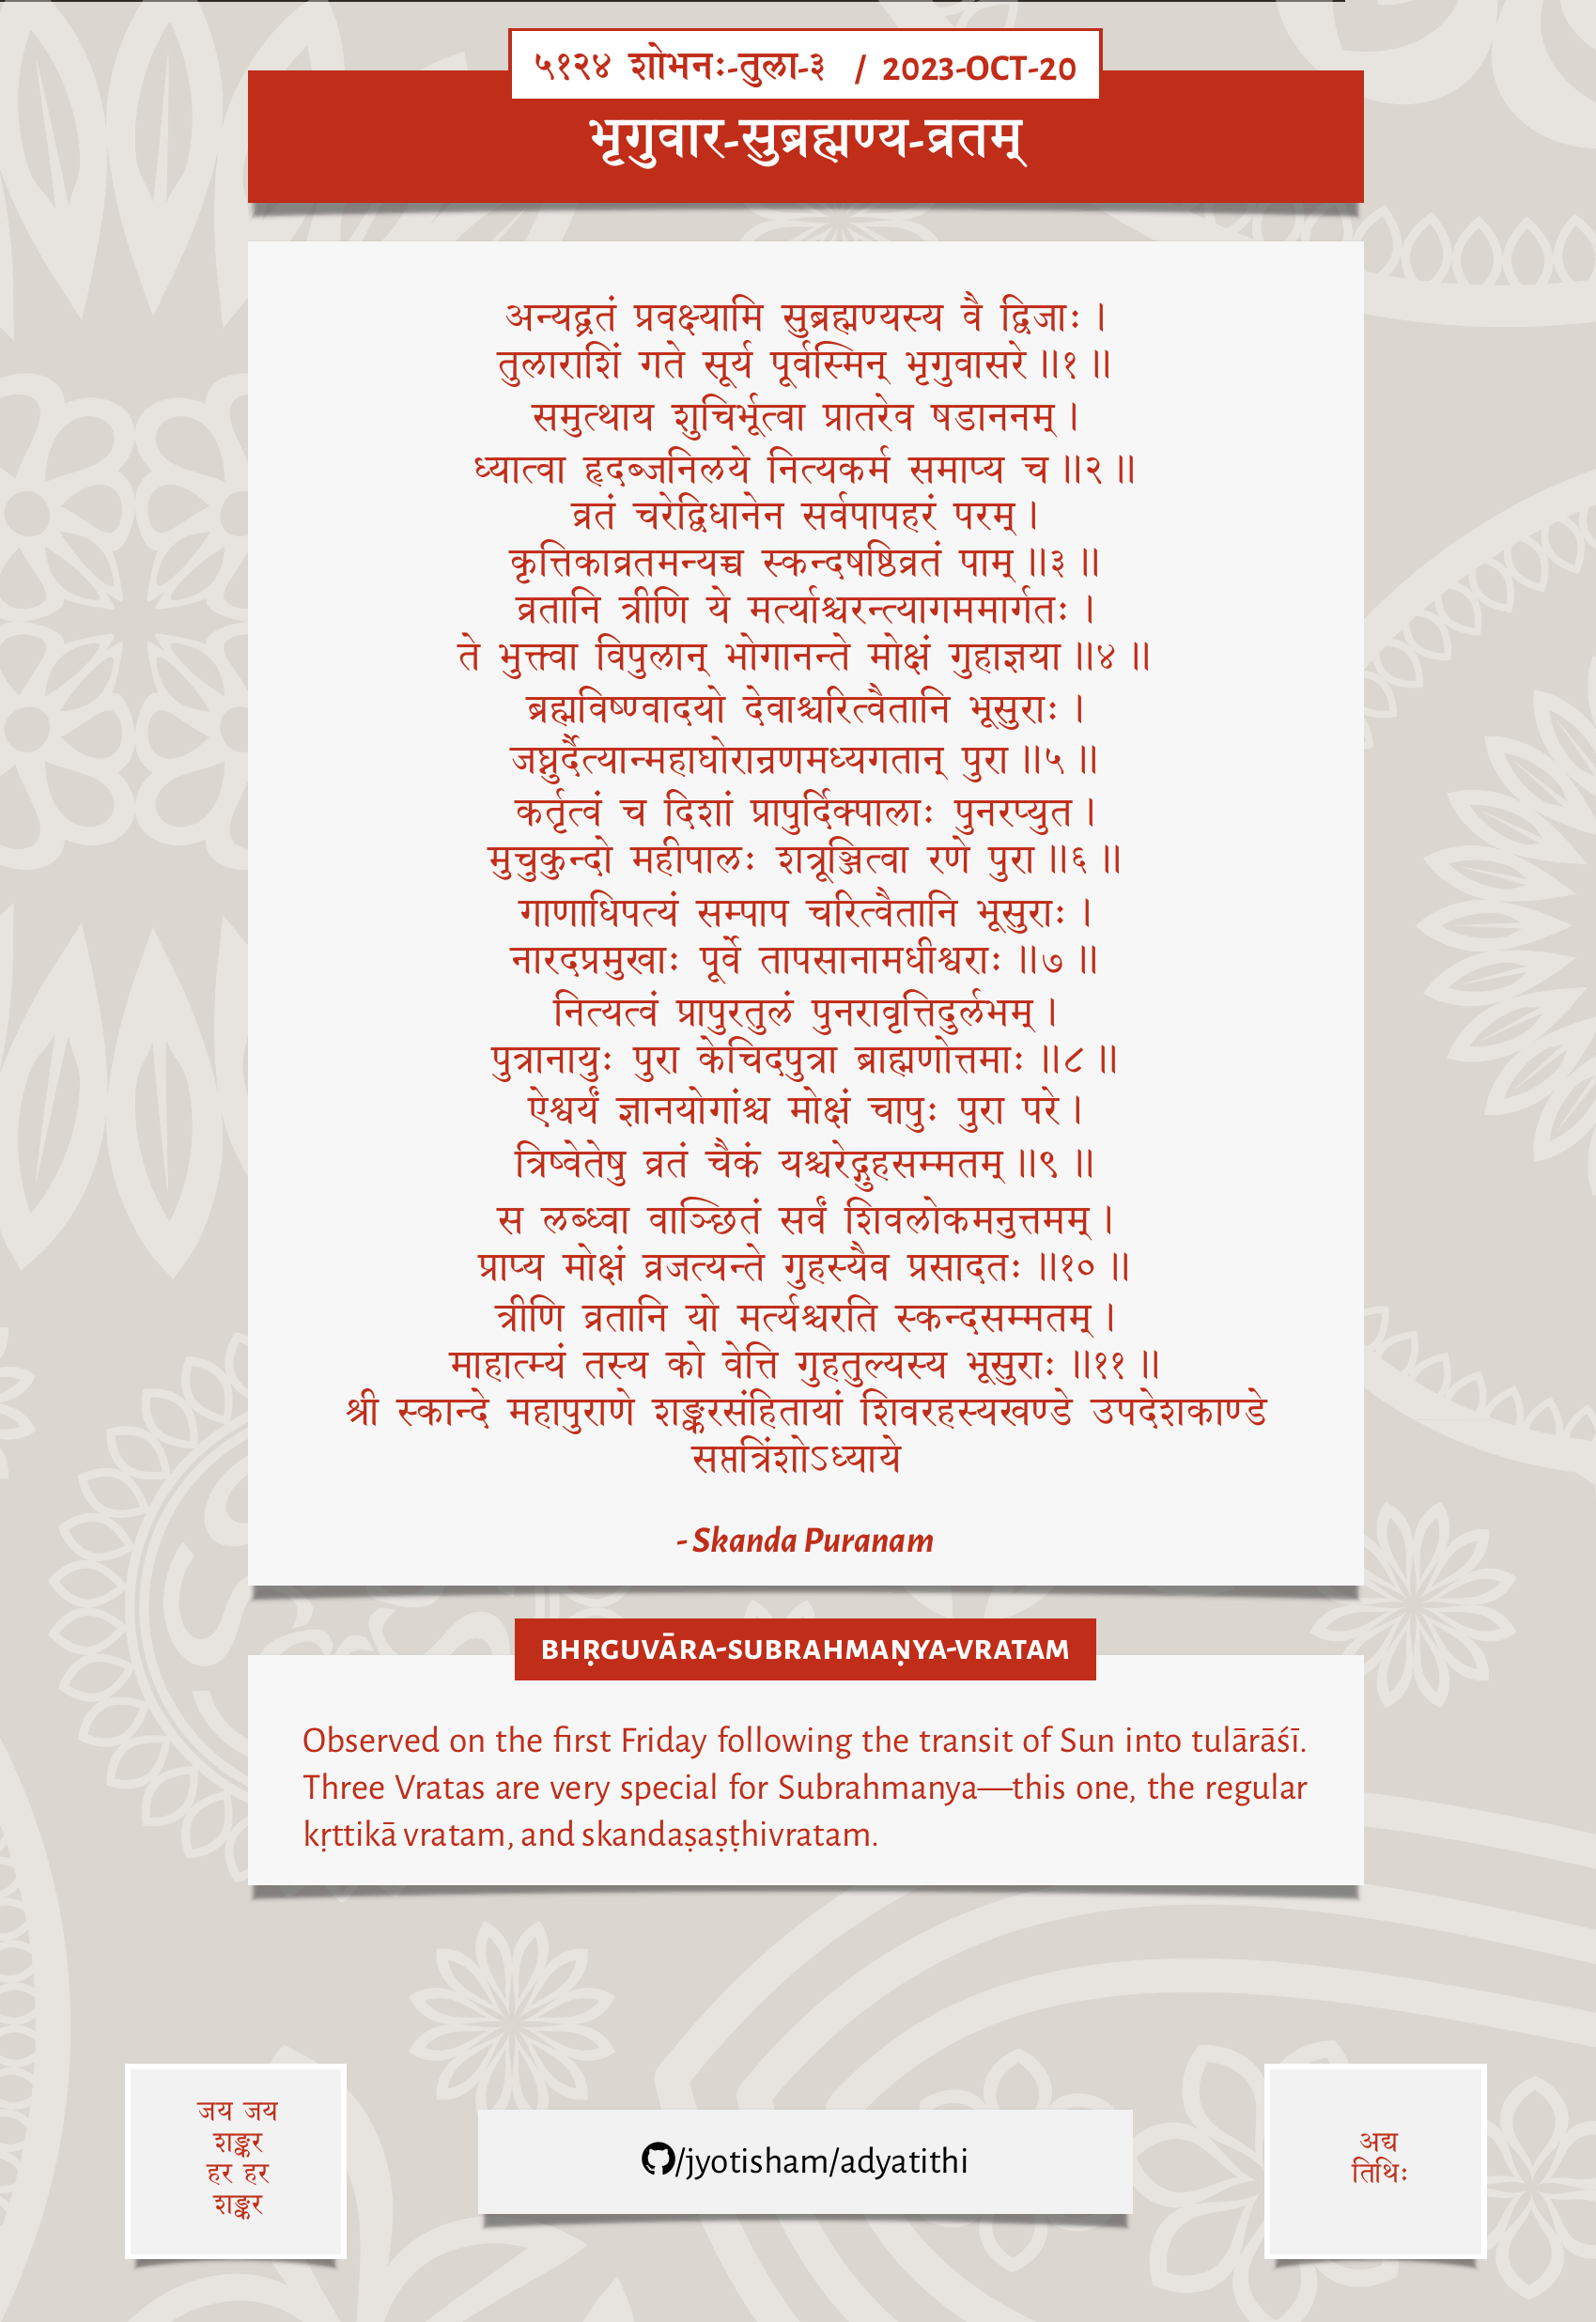 ५१२४ शोभनः-तुला-३ / 2023-OCT-20
भृगुवार-सुब्रह्मण्य-व्रतम्
अन्यद्व्रतं प्रवक्ष्यामि सुब्रह्मण्यस्य वै द्विजाः ।
तुलाराशिं गते सूर्य पूर्वस्मिन् भृगुवासरे ॥१॥
समुत्थाय शुचिर्भूत्वा प्रातरेव षडाननम् ।
ध्यात्वा हृदब्जनिलये नित्यकर्म समाप्य च ॥२॥
व्रतं चरेद्विधानेन सर्वपापहरं परम् ।
कृत्तिकाव्रतमन्यच्च स्कन्दषष्ठिव्रतं पाम् ॥३॥
व्रतानि त्रीणि ये मर्त्याश्चरन्त्यागममार्गतः ।
ते भुक्त्वा विपुलान् भोगानन्ते मोक्षं गुहाज्ञया ॥४॥
ब्रह्मविष्ण्वादयो देवाश्चरित्वैतानि भूसुराः ।
जघ्नुर्दैत्यान्महाघोरान्रणमध्यगतान् पुरा ॥५॥
कर्तृत्वं च दिशां प्रापुर्दिक्पालाः पुनरप्युत ।
मुचुकुन्दो महीपालः शत्रूञ्जित्वा रणे पुरा ॥६॥
गाणाधिपत्यं सम्पाप चरित्वैतानि भूसुराः ।
नारदप्रमुखाः पूर्वे तापसानामधीश्वराः ॥७॥
नित्यत्वं प्रापुरतुलं पुनरावृत्तिदुर्लभम् ।
पुत्रानायुः पुरा केचिदपुत्रा ब्राह्मणोत्तमाः ॥८॥
ऐश्वर्यं ज्ञानयोगांश्च मोक्षं चापुः पुरा परे ।
त्रिष्वेतेषु व्रतं चैकं यश्चरेद्गुहसम्मतम् ॥९॥
स लब्ध्वा वाञ्छितं सर्वं शिवलोकमनुत्तमम् ।
प्राप्य मोक्षं व्रजत्यन्ते गुहस्यैव प्रसादतः ॥१०॥
त्रीणि व्रतानि यो मर्त्यश्चरति स्कन्दसम्मतम् ।
माहात्म्यं तस्य को वेत्ति गुहतुल्यस्य भूसुराः ॥११॥
श्री स्कान्दे महापुराणे शङ्करसंहितायां शिवरहस्यखण्डे उपदेशकाण्डे
सप्तत्रिंशोऽध्याये
- Skanda Puranam
BHṚGUVĀRA-SUBRAHMAṆYA-VRATAM
Observed on the first Friday following the transit of Sun into tulārāśī.
Three Vratas are very special for Subrahmanya—this one, the regular
kṛttikā vratam, and skandaṣaṣṭhivratam.
जय जय
शङ्कर
हर हर
शङ्कर
/jyotisham/adyatithi
अद्य
तिथिः